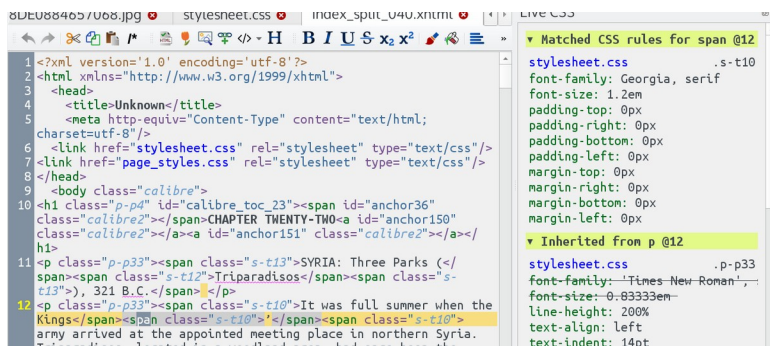 8DE0884657068.jpg stylesheet.css index_split_040.xhtml Live CSS
B I U S x₂ x² »
1 <?xml version='1.0' encoding='utf-8'?>
2 <html xmlns="http://www.w3.org/1999/xhtml">
3 <head>
4 <title>Unknown</title>
5 <meta http-equiv="Content-Type" content="text/html;
charset=utf-8"/>
6 <link href="stylesheet.css" rel="stylesheet" type="text/css"/>
7 <link href="page_styles.css" rel="stylesheet" type="text/css"/>
8 </head>
9 <body class="calibre">
10 <h1 class="p-p4" id="calibre_toc_23"><span id="anchor36"
class="calibre2"></span>CHAPTER TWENTY-TWO<a id="anchor150"
class="calibre2"></a><a id="anchor151" class="calibre2"></a></
h1>
11 <p class="p-p33"><span class="s-t13">SYRIA: Three Parks (</
span><span class="s-t12">Triparadisos</span><span class="s-
t13">), 321 B.C.</span> </p>
12 <p class="p-p33"><span class="s-t10">It was full summer when the
Kings</span><span class="s-t10">’</span><span class="s-t10">
army arrived at the appointed meeting place in northern Syria.
▾ Matched CSS rules for span @12
stylesheet.css .s-t10
font-family: Georgia, serif
font-size: 1.2em
padding-top: 0px
padding-right: 0px
padding-bottom: 0px
padding-left: 0px
margin-top: 0px
margin-right: 0px
margin-bottom: 0px
margin-left: 0px
▾ Inherited from p @12
stylesheet.css .p-p33
font-family: 'Times New Roman',
font-size: 0.83333em
line-height: 200%
text-align: left
text-indent: 14pt